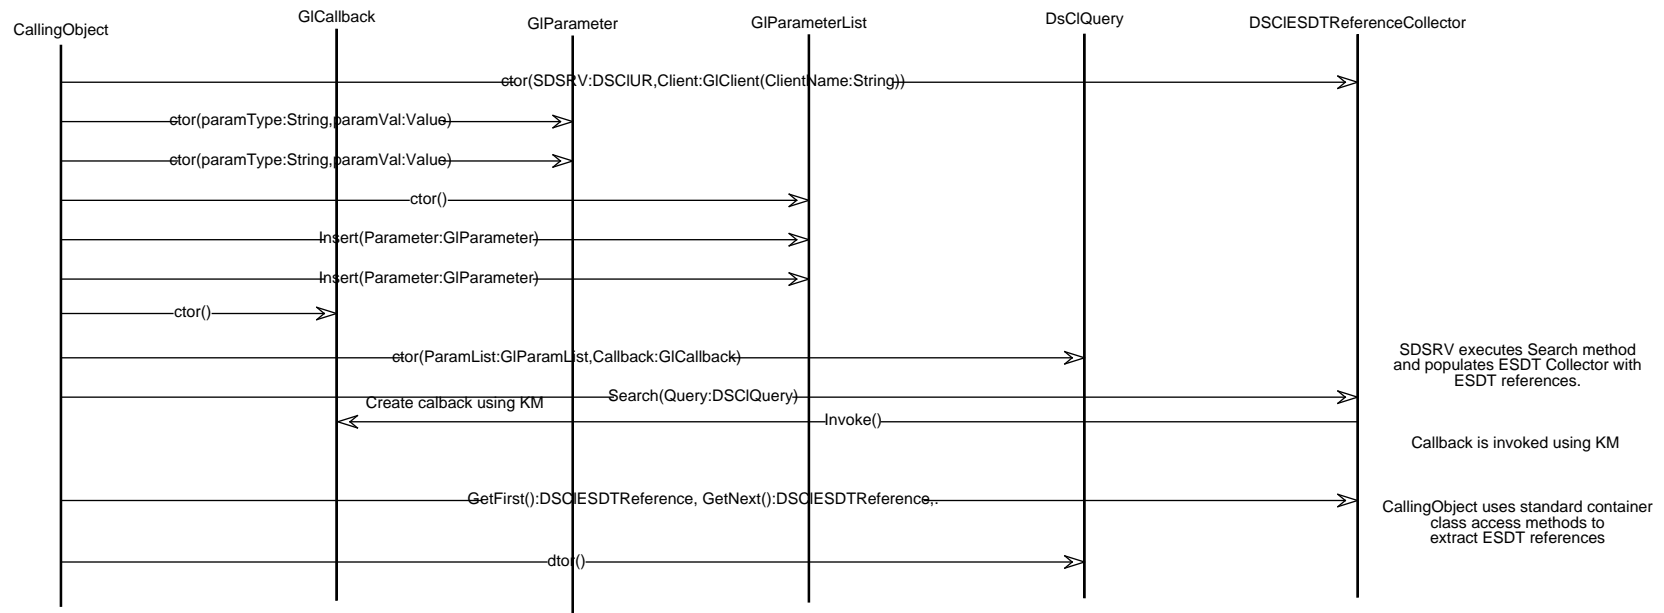 CallingObject
GlCallback
GlParameter
GlParameterList
DsClQuery
DSClESDTReferenceCollector
ctor(SDSRV:DSClUR,Client:GlClient(ClientName:String))
ctor(paramType:String,paramVal:Value)
ctor(paramType:String,paramVal:Value)
ctor()
Insert(Parameter:GlParameter)
Insert(Parameter:GlParameter)
ctor()
ctor(ParamList:GlParamList,Callback:GlCallback)
SDSRV executes Search method
and populates ESDT Collector with
ESDT references.
Search(Query:DSClQuery)
Create calback using KM
Invoke()
Callback is invoked using KM
GetFirst():DSClESDTReference, GetNext():DSClESDTReference,.
CallingObject uses standard container
class access methods to
extract ESDT references
dtor()